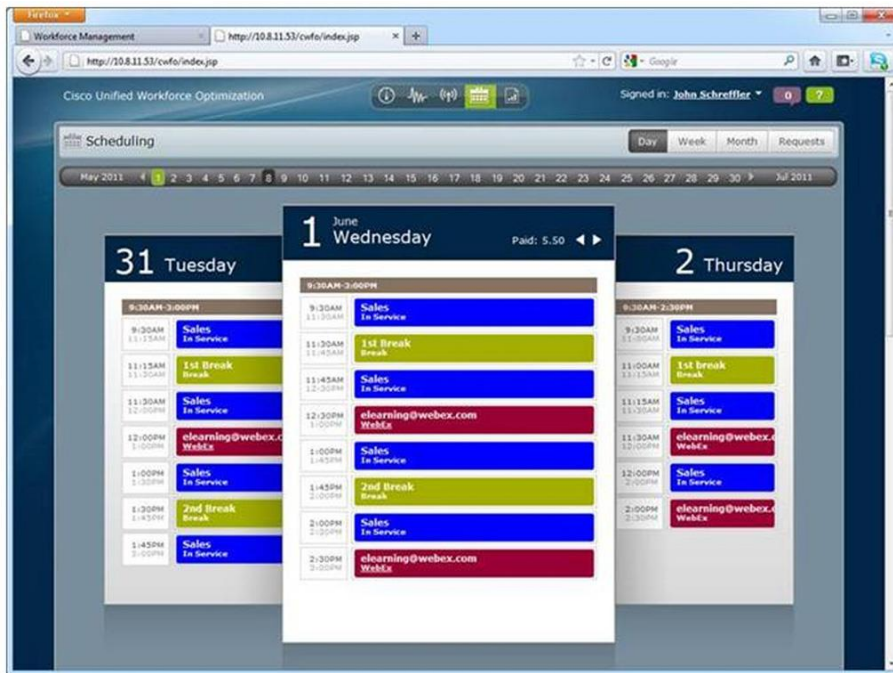 Firefox
Workforce Management
http://10.8.11.53/cwfo/index.jsp
http://10.8.11.53/cwfo/index.jsp
Google
Cisco Unified Workforce Optimization
Signed in: John Schreffler
0
7
Scheduling
Day Week Month Requests
May 2011 1 2 3 4 5 6 7 8 9 10 11 12 13 14 15 16 17 18 19 20 21 22 23 24 25 26 27 28 29 30 Jul 2011
31 Tuesday
9:30AM-3:00PM
9:30AM
11:15AM
Sales
In Service
11:15AM
11:30AM
1st Break
Break
11:30AM
12:00PM
Sales
In Service
12:00PM
1:00PM
elearning@webex.c
WebEx
1:00PM
1:30PM
Sales
In Service
1:30PM
1:45PM
2nd Break
Break
1:45PM
2:00PM
Sales
In Service
1 June
Wednesday
Paid: 5.50
9:30AM-3:00PM
9:30AM
11:30AM
Sales
In Service
11:30AM
11:45AM
1st Break
Break
11:45AM
12:30PM
Sales
In Service
12:30PM
1:00PM
elearning@webex.com
WebEx
1:00PM
1:45PM
Sales
In Service
1:45PM
2:00PM
2nd Break
Break
2:00PM
2:30PM
Sales
In Service
2:30PM
elearning@webex.com
WebEx
2 Thursday
9:30AM-2:30PM
9:30AM
Sales
In Service
11:00AM
11:15AM
1st break
Break
11:15AM
11:30AM
Sales
In Service
11:30AM
12:00PM
elearning@webex.c
WebEx
12:00PM
2:00PM
Sales
In Service
2:00PM
2:30PM
elearning@webex.c
WebEx